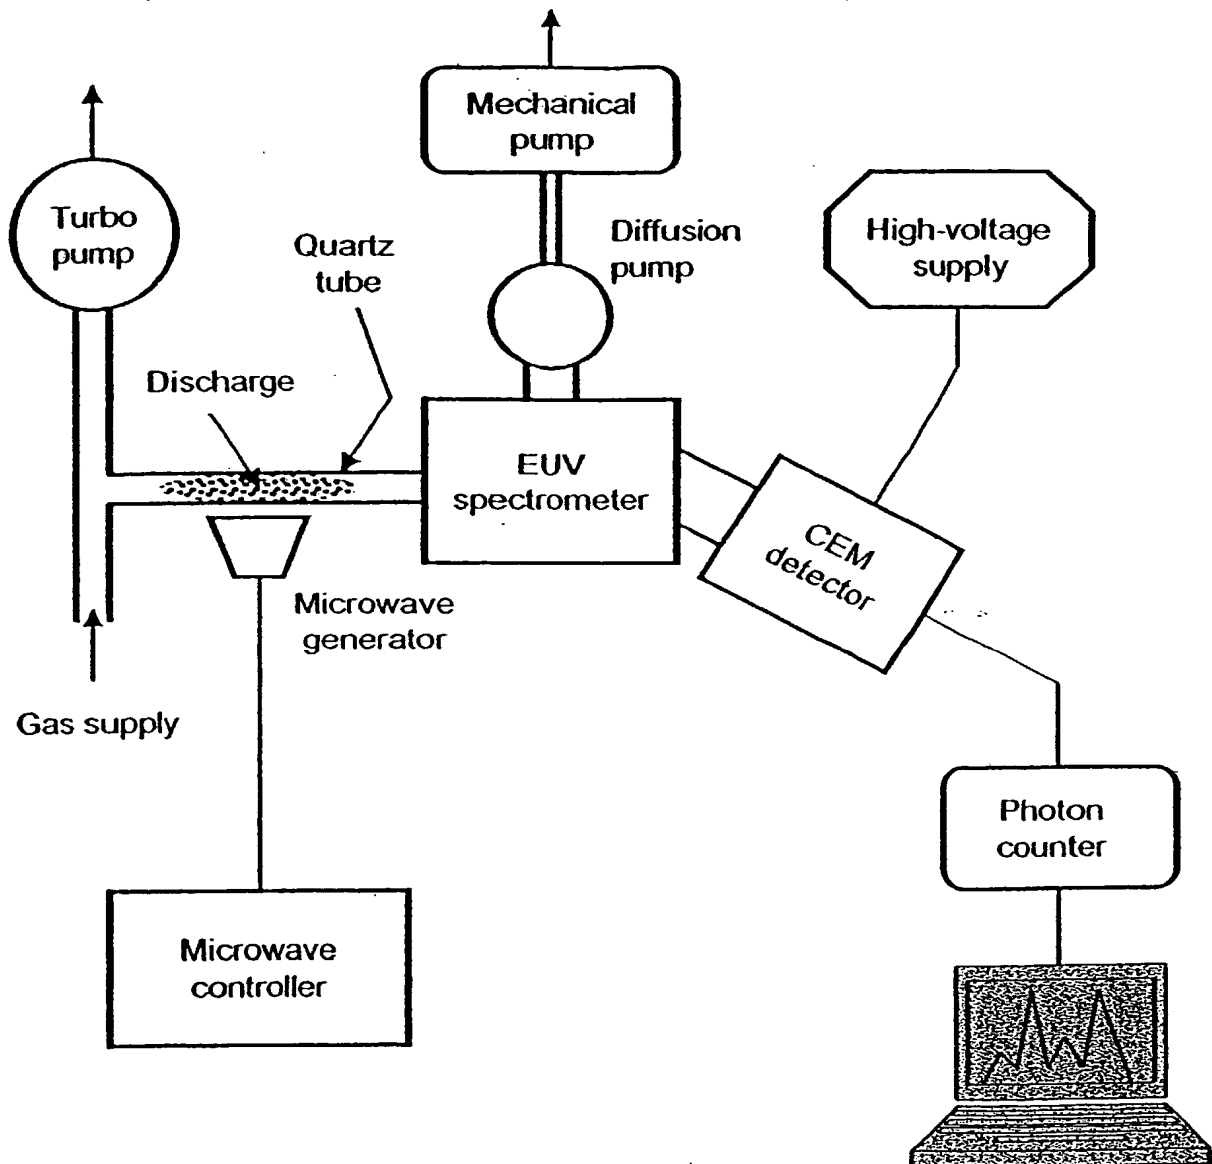 Mechanical
pump
Turbo
pump
Quartz
tube
Diffusion
pump
High-voltage
supply
Discharge
EUV
spectrometer
CEM
detector
Microwave
generator
Gas supply
Photon
counter
Microwave
controller